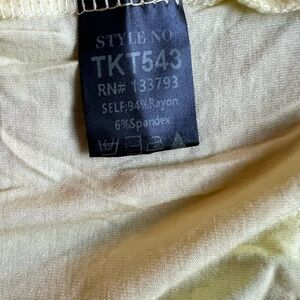 STYLE NO.
TKT543
RN# 133793
SELF:94%Rayon
6%Spandex